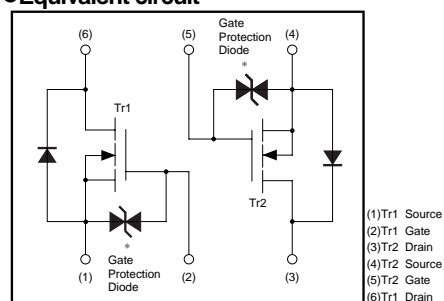 ●Equivalent circuit
(6)
(5)
Gate
Protection
Diode
(4)
*
Tr1
Tr2
*
Gate
Protection
Diode
(1)
(2)
(3)
(1)Tr1 Source
(2)Tr1 Gate
(3)Tr2 Drain
(4)Tr2 Source
(5)Tr2 Gate
(6)Tr1 Drain